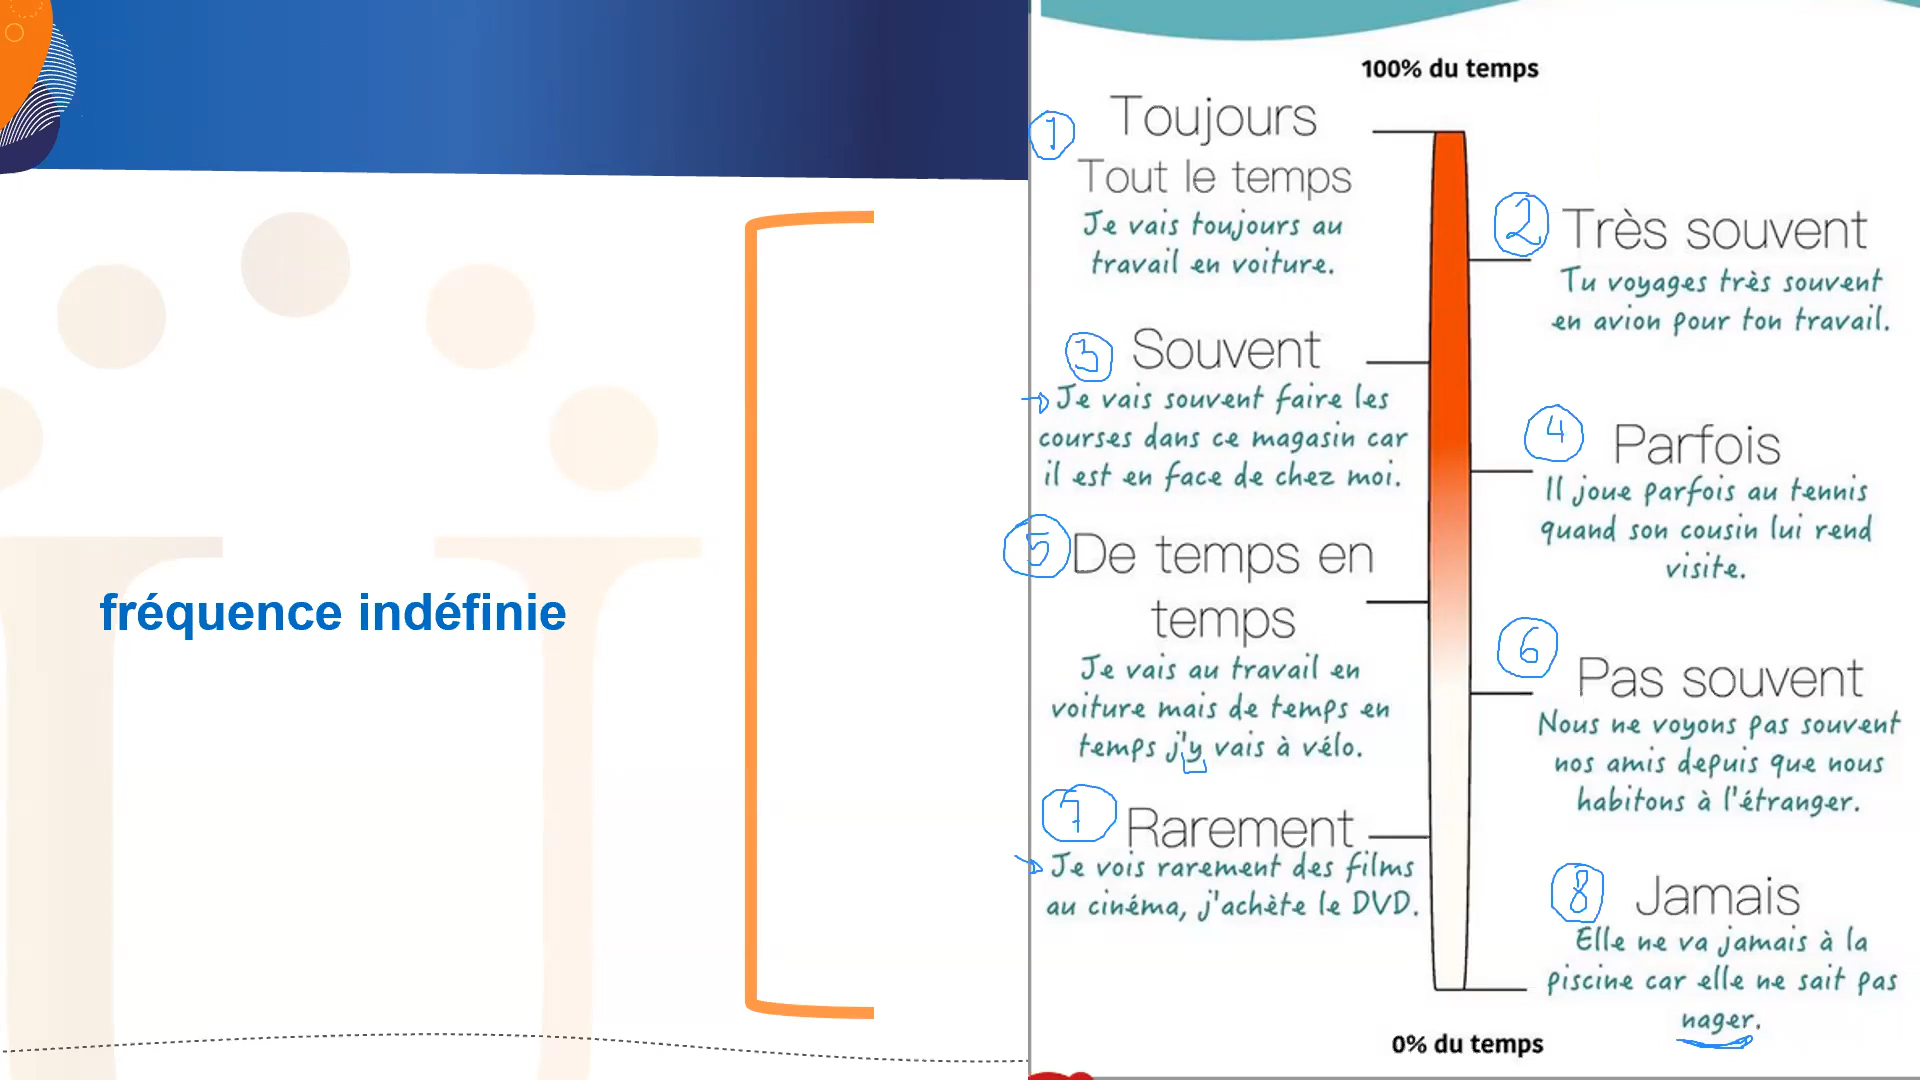 fréquence indéfinie
100% du temps
1
Toujours
Tout le temps
Je vais toujours au
travail en voiture.
2
Très souvent
Tu voyages très souvent
en avion pour ton travail.
3
Souvent
Je vais souvent faire les
courses dans ce magasin car
il est en face de chez moi.
4
Parfois
Il joue parfois au tennis
quand son cousin lui rend
visite.
5
De temps en
temps
Je vais au travail en
voiture mais de temps en
temps j'y vais à vélo.
6
Pas souvent
Nous ne voyons pas souvent
nos amis depuis que nous
habitons à l'étranger.
7
Rarement
Je vois rarement des films
au cinéma, j'achète le DVD.
8
Jamais
Elle ne va jamais à la
piscine car elle ne sait pas
nager.
0% du temps